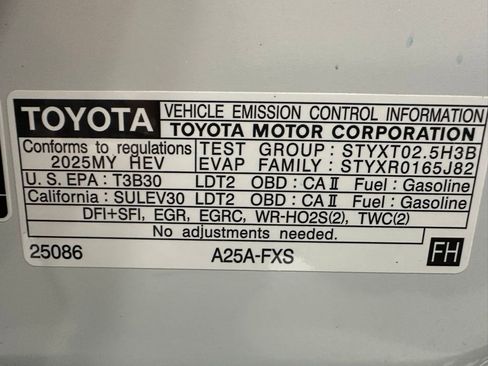 TOYOTA VEHICLE EMISSION CONTROL INFORMATION
TOYOTA MOTOR CORPORATION
Conforms to regulations TEST GROUP : STYXT02.5H3B
2025MY HEV EVAP FAMILY : STYXR0165J82
U. S. EPA : T3B30 LDT2 OBD : CA II Fuel : Gasoline
California : SULEV30 LDT2 OBD : CA II Fuel : Gasoline
DFI+SFI, EGR, EGRC, WR-HO2S(2), TWC(2)
No adjustments needed.
25086 A25A-FXS FH